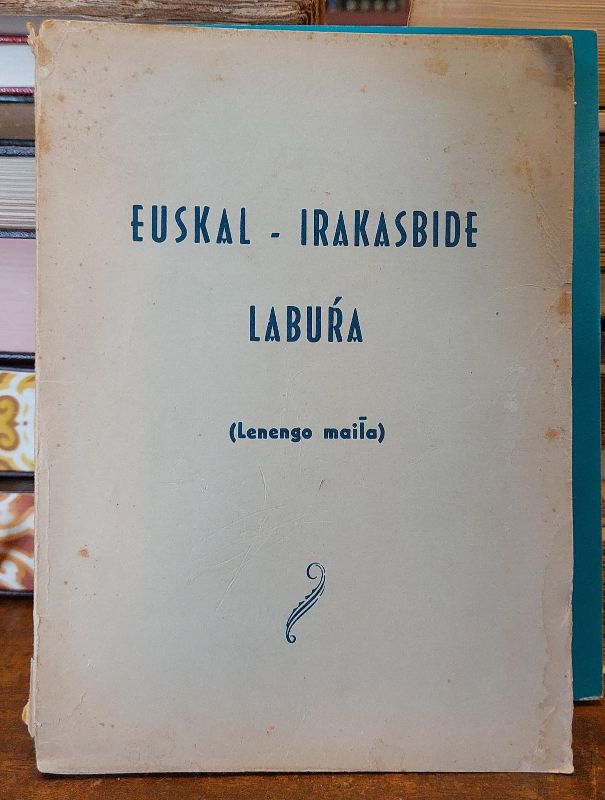 EUSKAL - IRAKASBIDE
LABUŔA
(Lenengo mail̄a)